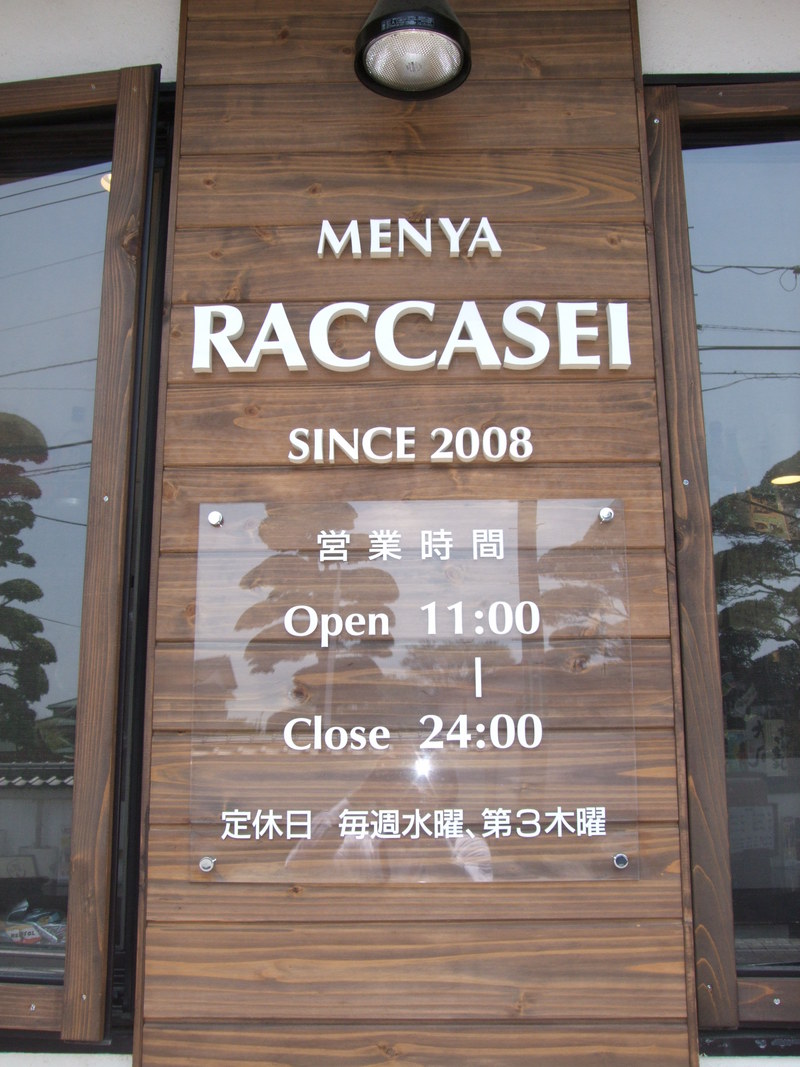 MENYA
RACCASEI
SINCE 2008
営業時間
Open 11:00
|
Close 24:00
定休日 毎週水曜、第3木曜